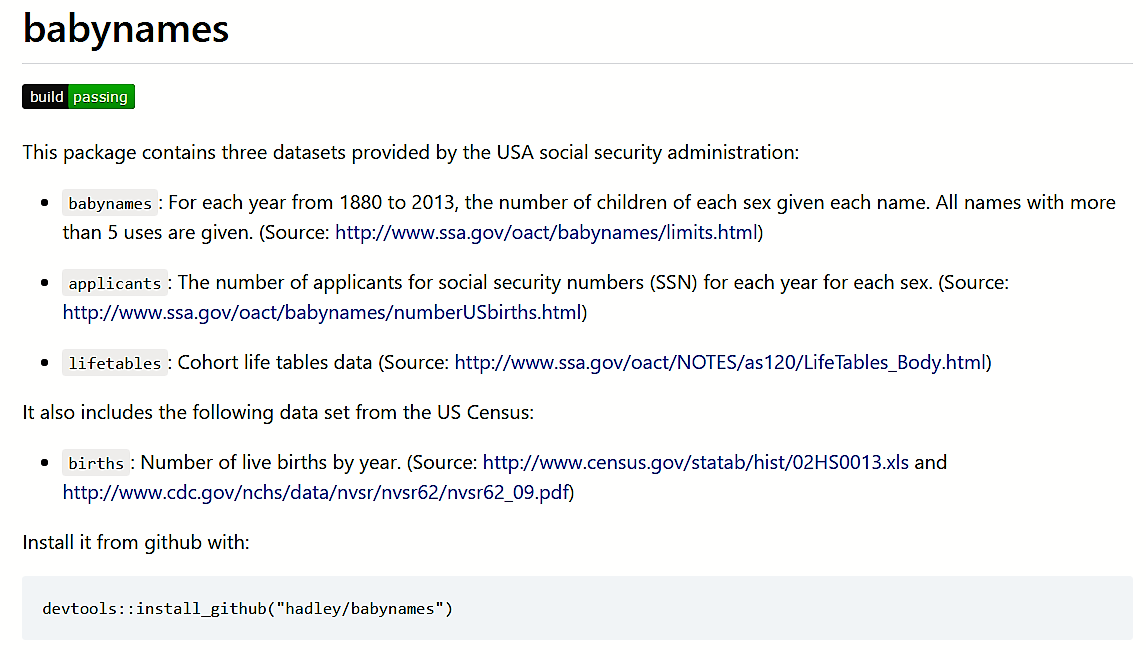 babynames
build passing
This package contains three datasets provided by the USA social security administration:
• babynames: For each year from 1880 to 2013, the number of children of each sex given each name. All names with more
than 5 uses are given. (Source: http://www.ssa.gov/oact/babynames/limits.html)
• applicants: The number of applicants for social security numbers (SSN) for each year for each sex. (Source:
http://www.ssa.gov/oact/babynames/numberUSbirths.html)
• lifetables: Cohort life tables data (Source: http://www.ssa.gov/oact/NOTES/as120/LifeTables_Body.html)
It also includes the following data set from the US Census:
• births: Number of live births by year. (Source: http://www.census.gov/statab/hist/02HS0013.xls and
http://www.cdc.gov/nchs/data/nvsr/nvsr62/nvsr62_09.pdf)
Install it from github with:
devtools::install_github("hadley/babynames")